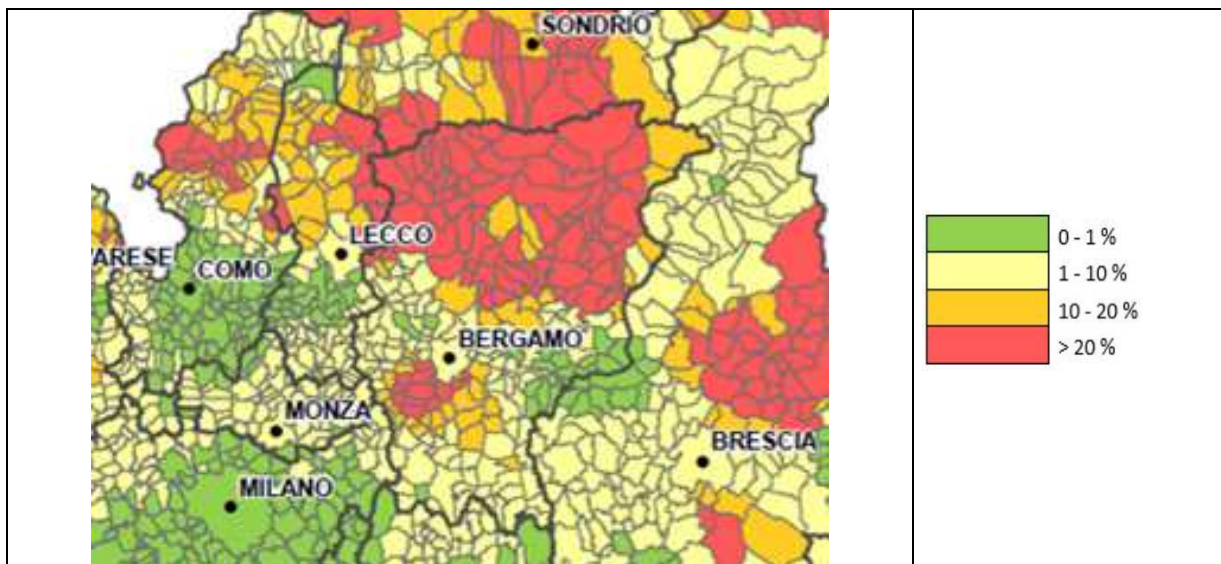 SONDRIO
LECCO
ARESE
COMO
BERGAMO
MONZA
BRESCIA
MILANO
0 - 1 %
1 - 10 %
10 - 20 %
> 20 %